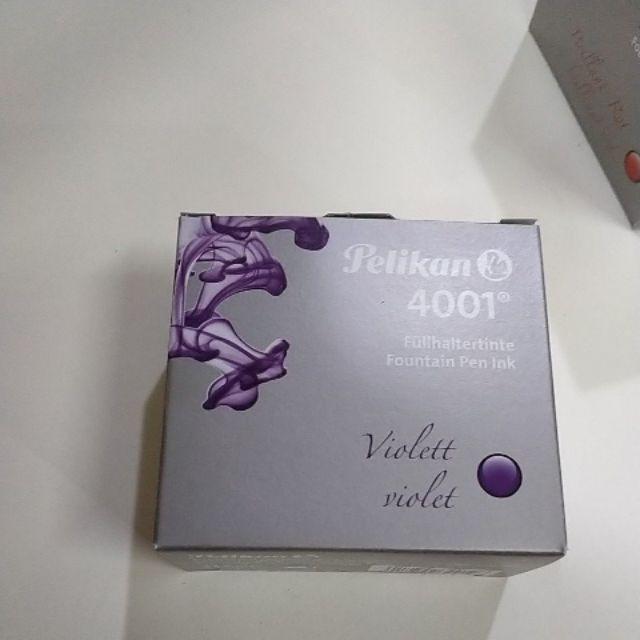 Pelikan
4001®
Füllhaltertinte
Fountain Pen Ink
Violett
violet